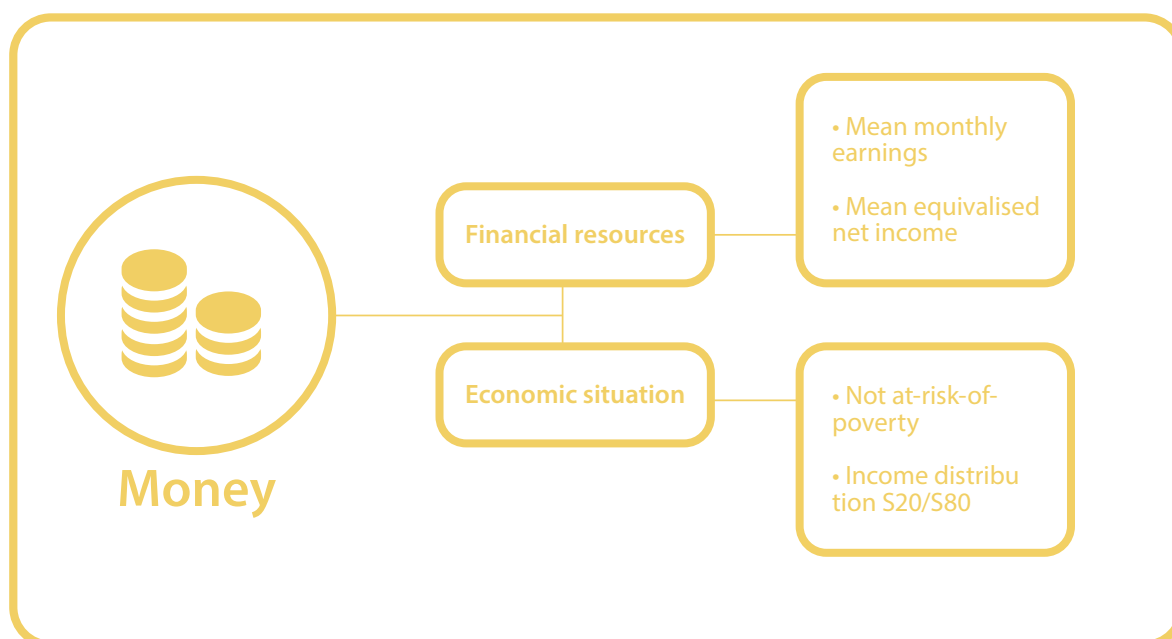 • Mean monthly
earnings
• Mean equivalised
net income
Financial resources
Economic situation
• Not at-risk-of-
poverty
• Income distribu
tion S20/S80
Money